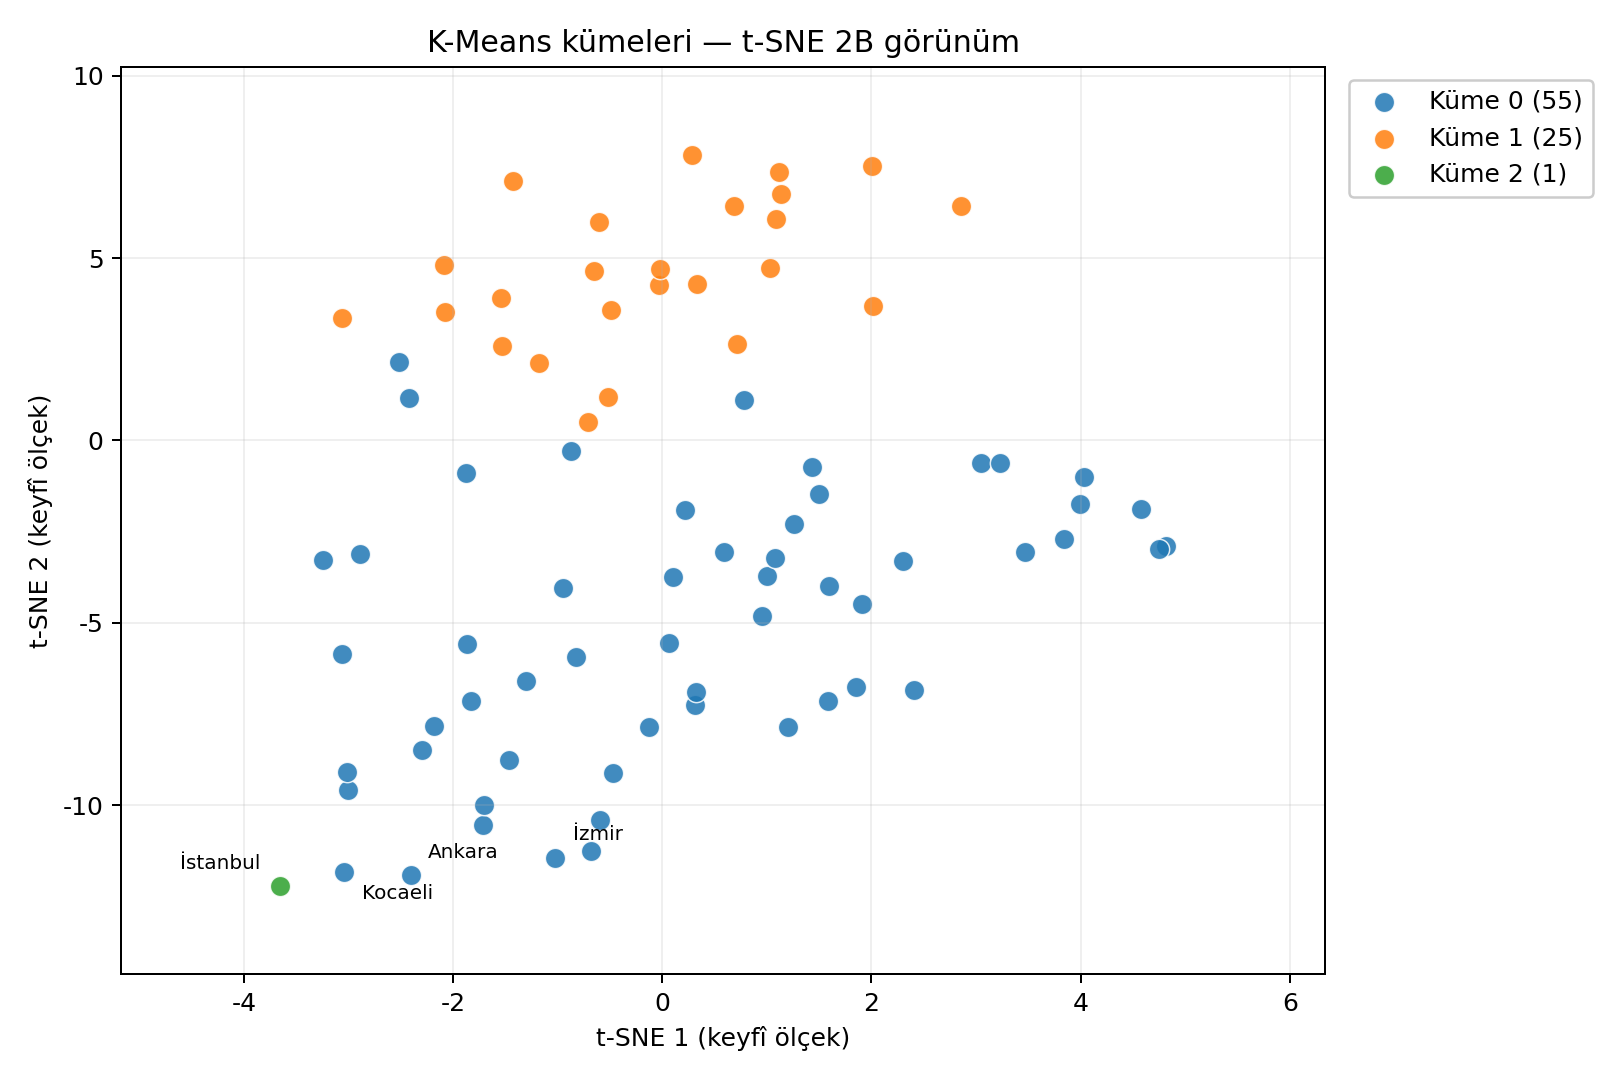 K-Means kümeleri — t-SNE 2B görünüm
Küme 0 (55)
Küme 1 (25)
Küme 2 (1)
t-SNE 2 (keyfî ölçek)
10
5
0
-5
-10
İzmir
Ankara
İstanbul
Kocaeli
-4
-2
0
2
4
6
t-SNE 1 (keyfî ölçek)